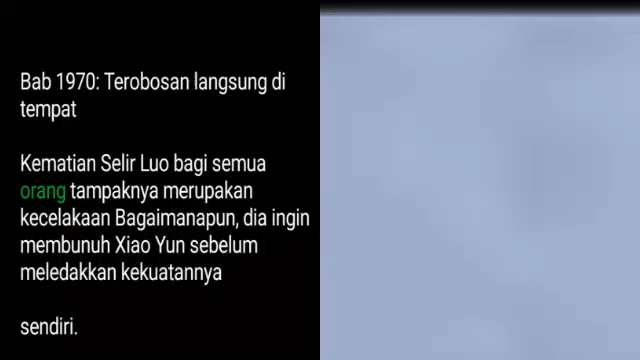 Bab 1970: Terobosan langsung di
tempat
Kematian Selir Luo bagi semua
orang tampaknya merupakan
kecelakaan Bagaimanapun, dia ingin
membunuh Xiao Yun sebelum
meledakkan kekuatannya
sendiri.